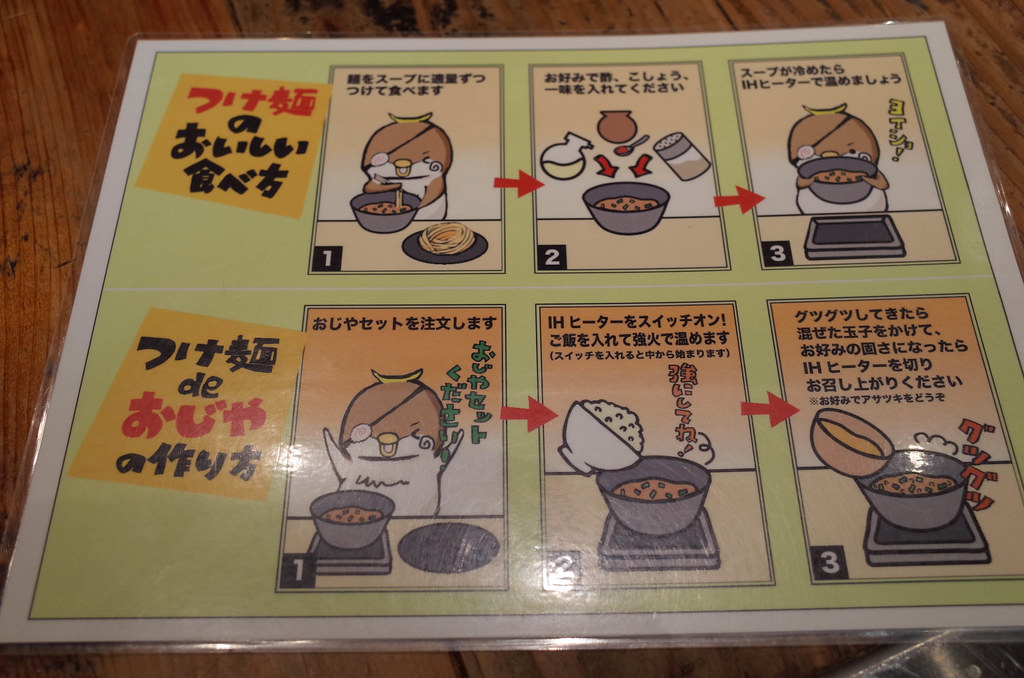 つけ麺
の
おいしい
食べ方
麺をスープに適量ずつ
つけて食べます
1
お好みで酢、こしょう、
一味を入れてください
2
スープが冷めたら
IHヒーターで温めましょう
ヨイショ!
3
つけ麺
de
おじや
の作り方
おじやセットを注文します
おじやセット
ください!
1
IHヒーターをスイッチオン!
ご飯を入れて強火で温めます
(スイッチを入れると中から始まります)
強にしてね!
2
グツグツしてきたら
混ぜた玉子をかけて、
お好みの固さになったら
IHヒーターを切り
お召し上がりください
※お好みでアサツキをどうぞ
グツグツ
3